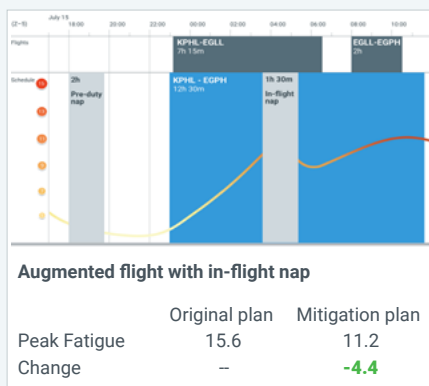 July 15
(Z-5) 18:00 20:00 22:00 00:00 02:00 04:00 06:00 08:00 10:00
Flights
KPHL-EGLL EGLL-EGPH
7h 15m 2h
Schedule
2h KPHL - EGPH 1h 30m
12h 30m
Pre-duty In-flight
nap nap
Augmented flight with in-flight nap
Original plan Mitigation plan
Peak Fatigue 15.6 11.2
Change -- -4.4